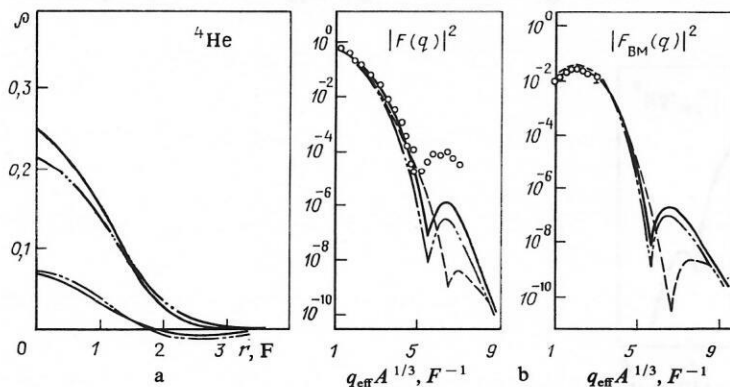 ρ
⁴He
0,3
0,2
0,1
0
0 1 2 3 r, F
a
|F(q)|²
10⁰
10⁻²
10⁻⁴
10⁻⁶
10⁻⁸
10⁻¹⁰
1 5 9
q_eff A^1/3, F⁻¹
b
|F_BM(q)|²
10⁰
10⁻²
10⁻⁴
10⁻⁶
10⁻⁸
10⁻¹⁰
1 5 9
q_eff A^1/3, F⁻¹